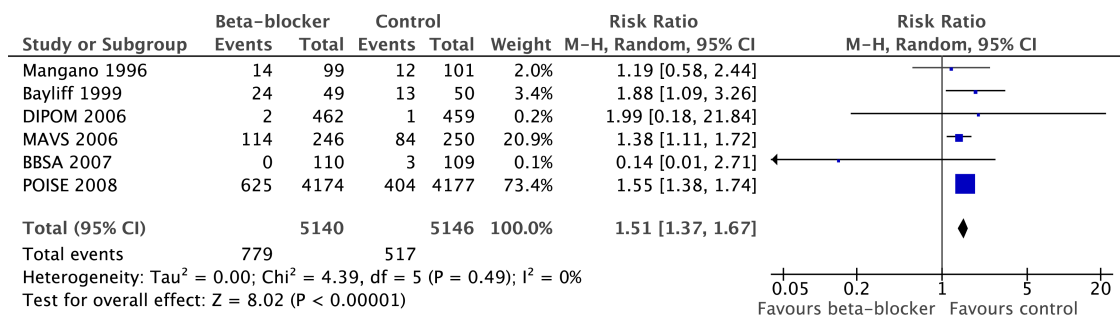 Beta-blocker Control Risk Ratio Risk Ratio
Study or Subgroup Events Total Events Total Weight M-H, Random, 95% CI M-H, Random, 95% CI
Mangano 1996 14 99 12 101 2.0% 1.19 [0.58, 2.44]
Bayliff 1999 24 49 13 50 3.4% 1.88 [1.09, 3.26]
DIPOM 2006 2 462 1 459 0.2% 1.99 [0.18, 21.84]
MAVS 2006 114 246 84 250 20.9% 1.38 [1.11, 1.72]
BBSA 2007 0 110 3 109 0.1% 0.14 [0.01, 2.71]
POISE 2008 625 4174 404 4177 73.4% 1.55 [1.38, 1.74]
Total (95% CI) 5140 5146 100.0% 1.51 [1.37, 1.67]
Total events 779 517
Heterogeneity: Tau² = 0.00; Chi² = 4.39, df = 5 (P = 0.49); I² = 0%
Test for overall effect: Z = 8.02 (P < 0.00001)
0.05 0.2 1 5 20
Favours beta-blocker Favours control